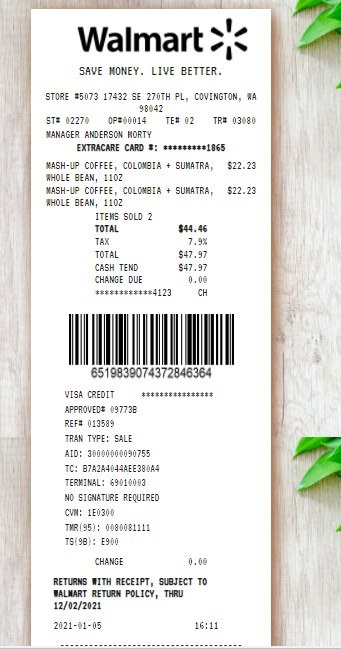 Walmart
SAVE MONEY. LIVE BETTER.
STORE #5073 17432 SE 270TH PL, COVINGTON, WA
98042
ST# 02270 OP#00014 TE# 02 TR# 03080
MANAGER ANDERSON MORTY
EXTRACARE CARD #: *********1865
MASH-UP COFFEE, COLOMBIA + SUMATRA, $22.23
WHOLE BEAN, 11OZ
MASH-UP COFFEE, COLOMBIA + SUMATRA, $22.23
WHOLE BEAN, 11OZ
ITEMS SOLD 2
TOTAL $44.46
TAX 7.9%
TOTAL $47.97
CASH TEND $47.97
CHANGE DUE 0.00
************4123 CH
6519839074372846364
VISA CREDIT ****************
APPROVED# 09773B
REF# 013589
TRAN TYPE: SALE
AID: 30000000090755
TC: B7A2A4044AEE380A4
TERMINAL: 69010003
NO SIGNATURE REQUIRED
CVM: 1E0300
TMR(95): 0080081111
TS(9B): E900
CHANGE 0.00
RETURNS WITH RECEIPT, SUBJECT TO
WALMART RETURN POLICY, THRU
12/02/2021
2021-01-05 16:11